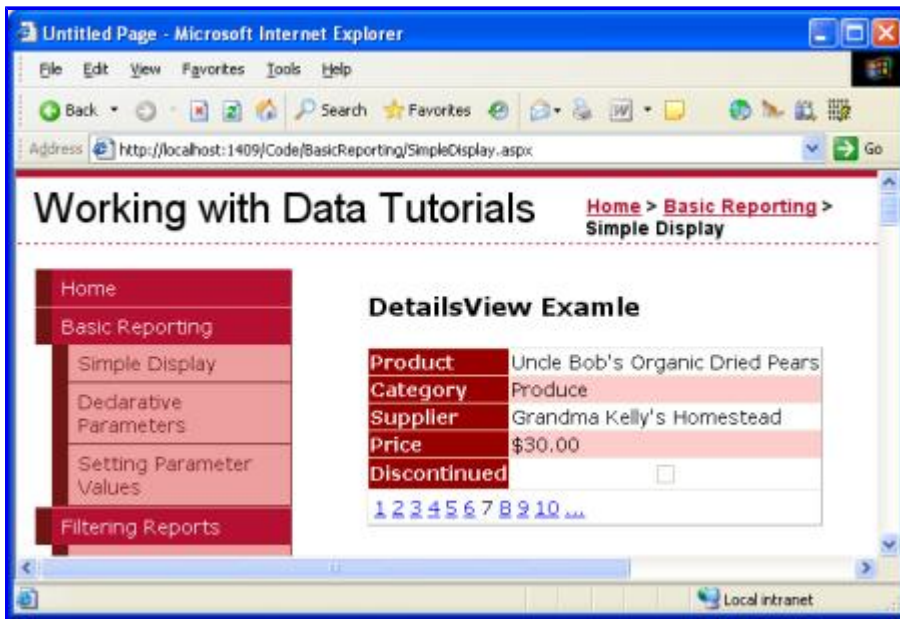 Untitled Page - Microsoft Internet Explorer
File Edit View Favorites Tools Help
Back Search Favorites
Address http://localhost:1409/Code/BasicReporting/SimpleDisplay.aspx Go
Working with Data Tutorials
Home > Basic Reporting >
Simple Display
Home
Basic Reporting
Simple Display
Declarative
Parameters
Setting Parameter
Values
Filtering Reports
DetailsView Examle
Product Uncle Bob's Organic Dried Pears
Category Produce
Supplier Grandma Kelly's Homestead
Price $30.00
Discontinued
1 2 3 4 5 6 7 8 9 10 ...
Local intranet